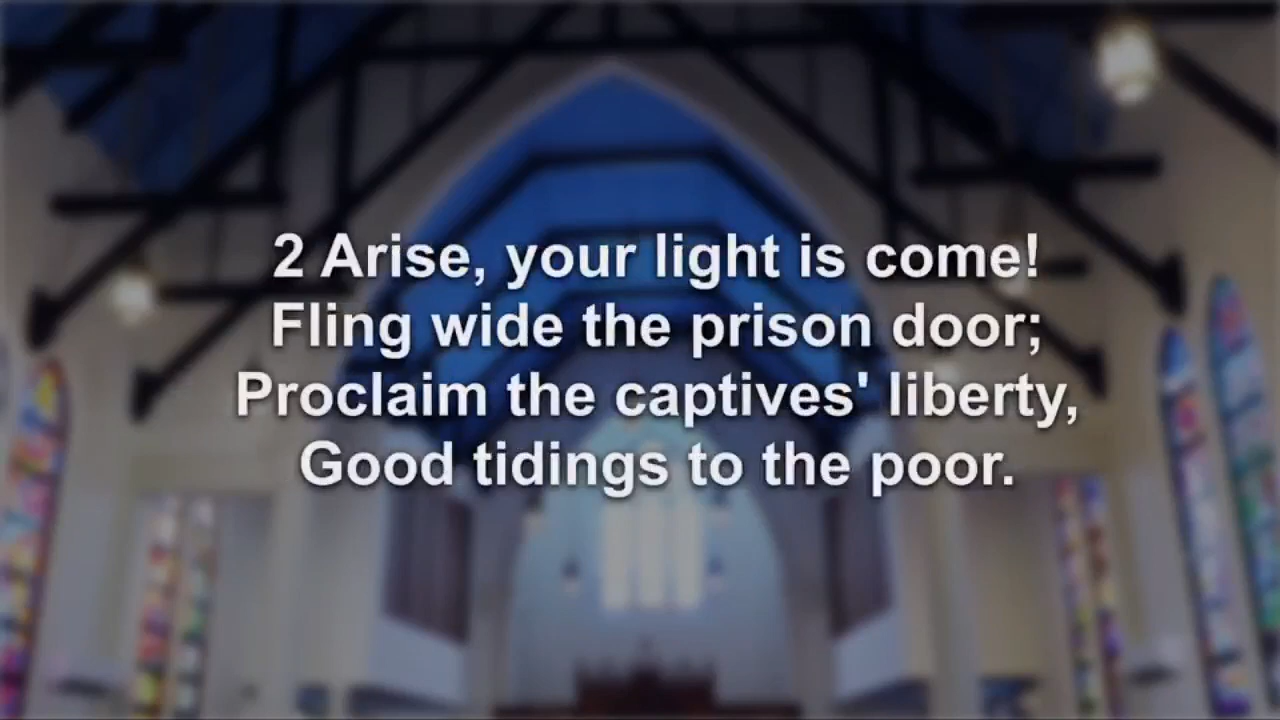 2 Arise, your light is come!
Fling wide the prison door;
Proclaim the captives' liberty,
Good tidings to the poor.